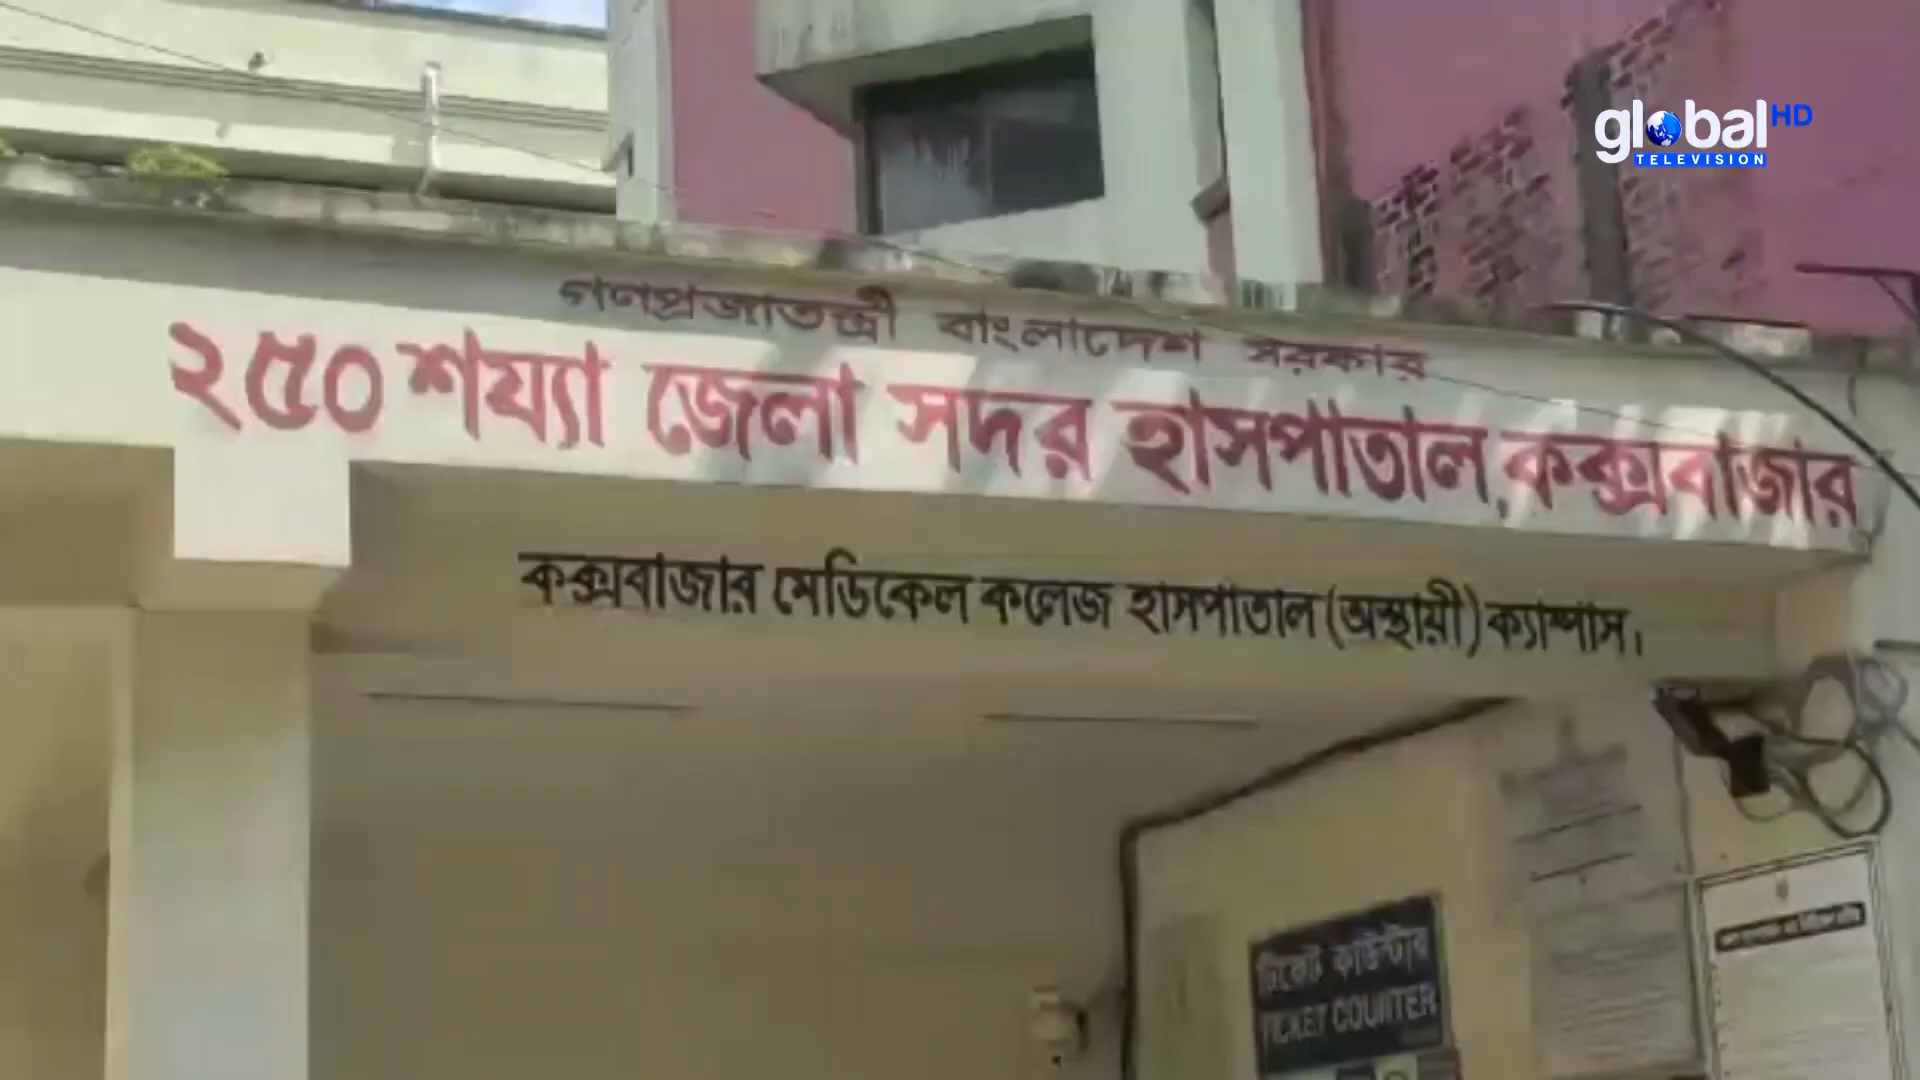 global HD
TELEVISION
গণপ্রজাতন্ত্রী বাংলাদেশ সরকার
২৫০ শয্যা জেলা সদর হাসপাতাল, কক্সবাজার
কক্সবাজার মেডিকেল কলেজ হাসপাতাল (অস্থায়ী) ক্যাম্পাস।
টিকেট কাউন্টার
TICKET COUNTER